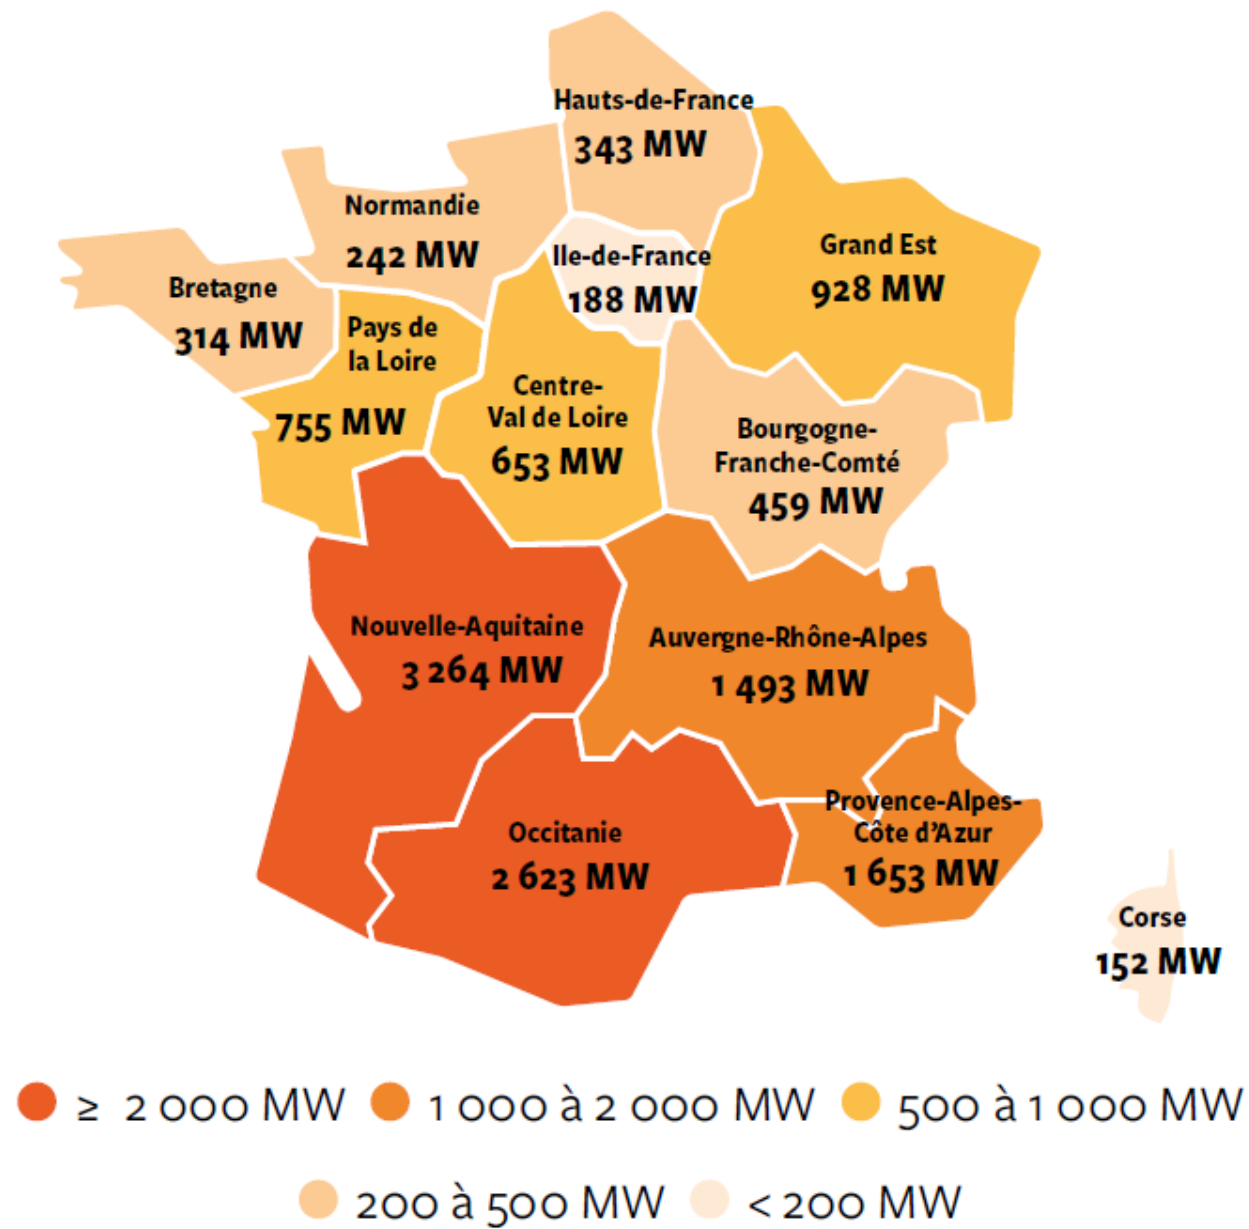 Hauts-de-France
343 MW
Normandie
242 MW
Ile-de-France
188 MW
Grand Est
928 MW
Bretagne
314 MW
Pays de
la Loire
755 MW
Centre-
Val de Loire
653 MW
Bourgogne-
Franche-Comté
459 MW
Nouvelle-Aquitaine
3 264 MW
Auvergne-Rhône-Alpes
1 493 MW
Occitanie
2 623 MW
Provence-Alpes-
Côte d’Azur
1 653 MW
Corse
152 MW
≥ 2 000 MW 1 000 à 2 000 MW 500 à 1 000 MW
200 à 500 MW < 200 MW